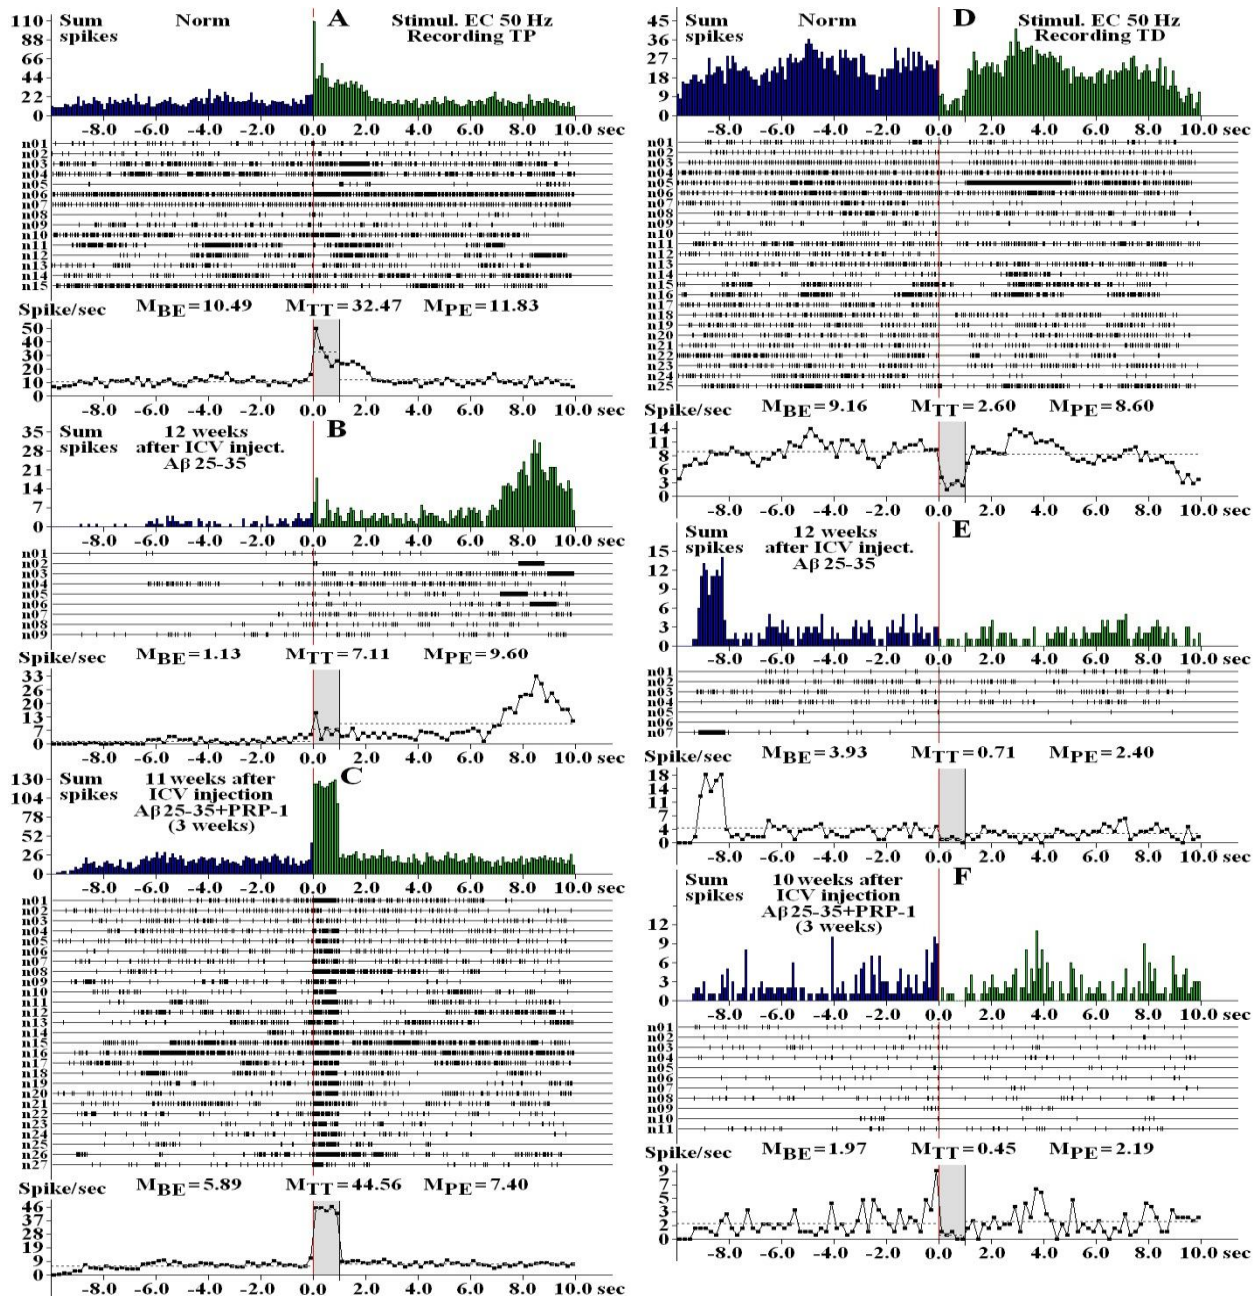 A
Sum spikes
Norm
Stimul. EC 50 Hz
Recording TP
110
88
66
44
22
0
-8.0 -6.0 -4.0 -2.0 0.0 2.0 4.0 6.0 8.0 10.0 sec
n01
n02
n03
n04
n05
n06
n07
n08
n09
n10
n11
n12
n13
n14
n15
Spike/sec MBE=10.49 MTT=32.47 MPE=11.83
50
40
30
20
10
0
-8.0 -6.0 -4.0 -2.0 0.0 2.0 4.0 6.0 8.0 10.0 sec
B
Sum spikes
12 weeks
after ICV inject.
Aβ 25-35
35
28
21
14
7
0
-8.0 -6.0 -4.0 -2.0 0.0 2.0 4.0 6.0 8.0 10.0 sec
n01
n02
n03
n04
n05
n06
n07
n08
n09
Spike/sec MBE=1.13 MTT=7.11 MPE=9.60
33
26
20
13
7
0
-8.0 -6.0 -4.0 -2.0 0.0 2.0 4.0 6.0 8.0 10.0 sec
C
Sum spikes
11 weeks after
ICV injection
Aβ25-35+PRP-1
(3 weeks)
130
104
78
52
26
0
-8.0 -6.0 -4.0 -2.0 0.0 2.0 4.0 6.0 8.0 10.0 sec
n01
n02
n03
n04
n05
n06
n07
n08
n09
n10
n11
n12
n13
n14
n15
n16
n17
n18
n19
n20
n21
n22
n23
n24
n25
n26
n27
Spike/sec MBE=5.89 MTT=44.56 MPE=7.40
46
37
28
19
9
0
-8.0 -6.0 -4.0 -2.0 0.0 2.0 4.0 6.0 8.0 10.0 sec
D
Sum spikes
Norm
Stimul. EC 50 Hz
Recording TD
45
36
27
18
9
0
-8.0 -6.0 -4.0 -2.0 0.0 2.0 4.0 6.0 8.0 10.0 sec
n01
n02
n03
n04
n05
n06
n07
n08
n09
n10
n11
n12
n13
n14
n15
n16
n17
n18
n19
n20
n21
n22
n23
n24
n25
Spike/sec MBE=9.16 MTT=2.60 MPE=8.60
14
11
8
6
3
0
-8.0 -6.0 -4.0 -2.0 0.0 2.0 4.0 6.0 8.0 10.0 sec
E
Sum spikes
12 weeks
after ICV inject.
Aβ 25-35
15
12
9
6
3
0
-8.0 -6.0 -4.0 -2.0 0.0 2.0 4.0 6.0 8.0 10.0 sec
n01
n02
n03
n04
n05
n06
n07
Spike/sec MBE=3.93 MTT=0.71 MPE=2.40
18
14
11
7
4
0
-8.0 -6.0 -4.0 -2.0 0.0 2.0 4.0 6.0 8.0 10.0 sec
F
Sum spikes
10 weeks after
ICV injection
Aβ25-35+PRP-1
(3 weeks)
12
9
6
3
0
-8.0 -6.0 -4.0 -2.0 0.0 2.0 4.0 6.0 8.0 10.0 sec
n01
n02
n03
n04
n05
n06
n07
n08
n09
n10
n11
Spike/sec MBE=1.97 MTT=0.45 MPE=2.19
9
7
5
3
2
0
-8.0 -6.0 -4.0 -2.0 0.0 2.0 4.0 6.0 8.0 10.0 sec